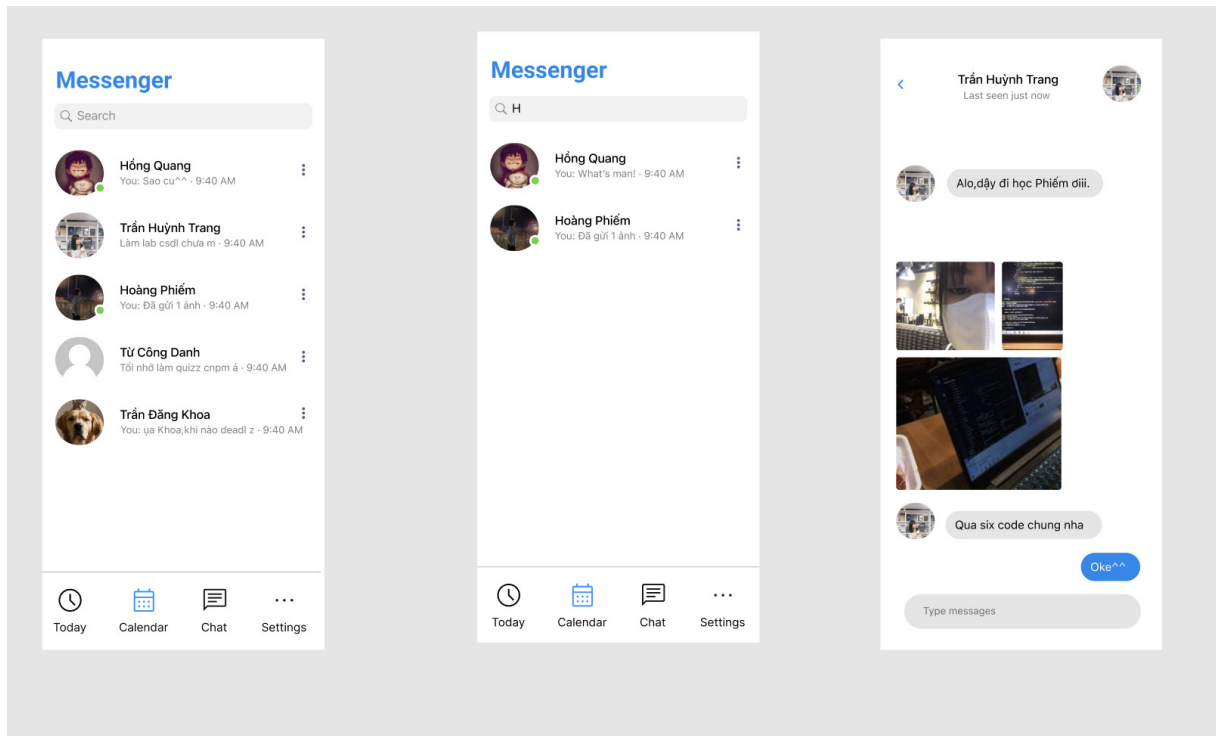 Messenger
Search
Hồng Quang
You: Sao cu^^ · 9:40 AM
Trần Huỳnh Trang
Làm lab csdl chưa m · 9:40 AM
Hoàng Phiếm
You: Đã gửi 1 ảnh · 9:40 AM
Từ Công Danh
Tối nhớ làm quizz cnpm á · 9:40 AM
Trần Đăng Khoa
You: ụa Khoa,khi nào deadl z · 9:40 AM
Today
Calendar
Chat
Settings
Messenger
H
Hồng Quang
You: What's man! · 9:40 AM
Hoàng Phiếm
You: Đã gửi 1 ảnh · 9:40 AM
Today
Calendar
Chat
Settings
Trần Huỳnh Trang
Last seen just now
Alo,dậy đi học Phiếm ơiii.
Qua six code chung nha
Oke^^
Type messages